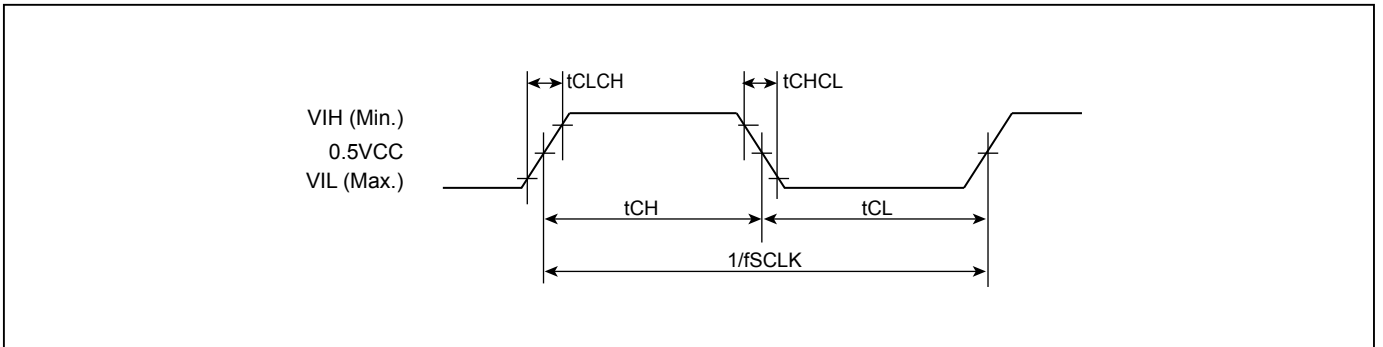 tCLCH
tCHCL
VIH (Min.)
0.5VCC
VIL (Max.)
tCH
tCL
1/fSCLK